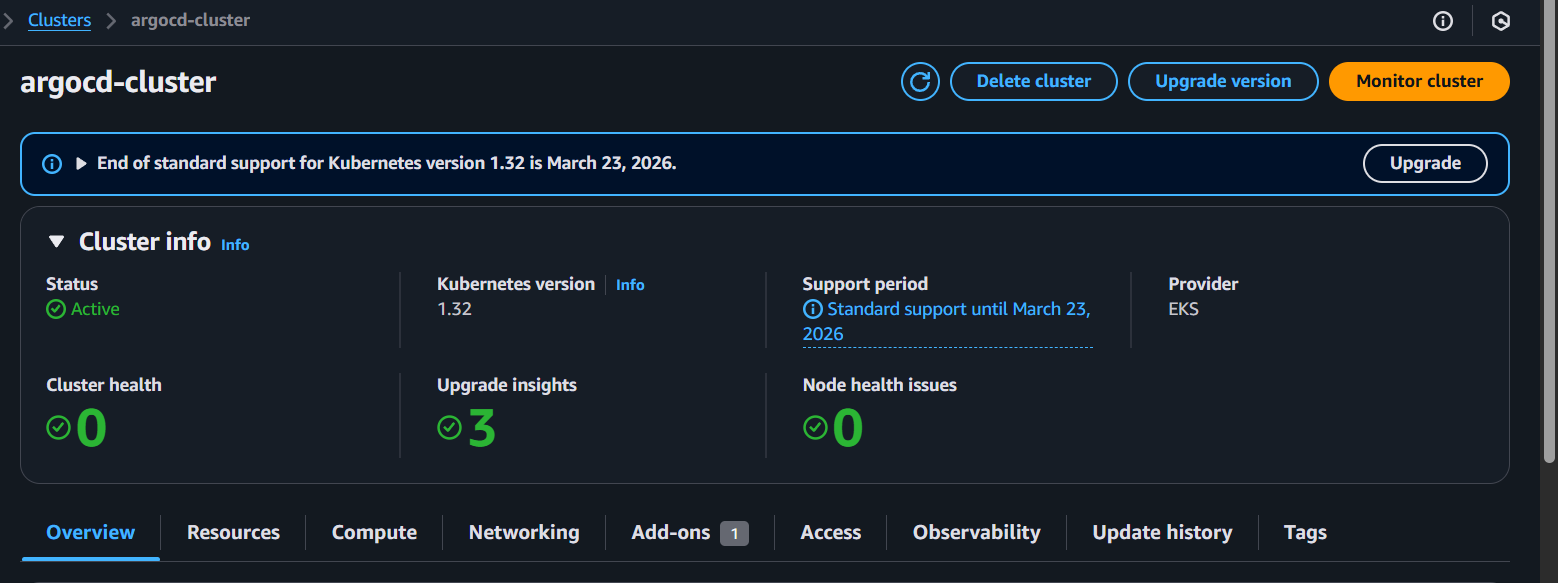 Clusters argocd-cluster
argocd-cluster
Delete cluster
Upgrade version
Monitor cluster
End of standard support for Kubernetes version 1.32 is March 23, 2026.
Upgrade
Cluster info Info
Status
Active
Kubernetes version Info
1.32
Support period
Standard support until March 23,
2026
Provider
EKS
Cluster health
0
Upgrade insights
3
Node health issues
0
Overview
Resources
Compute
Networking
Add-ons 1
Access
Observability
Update history
Tags